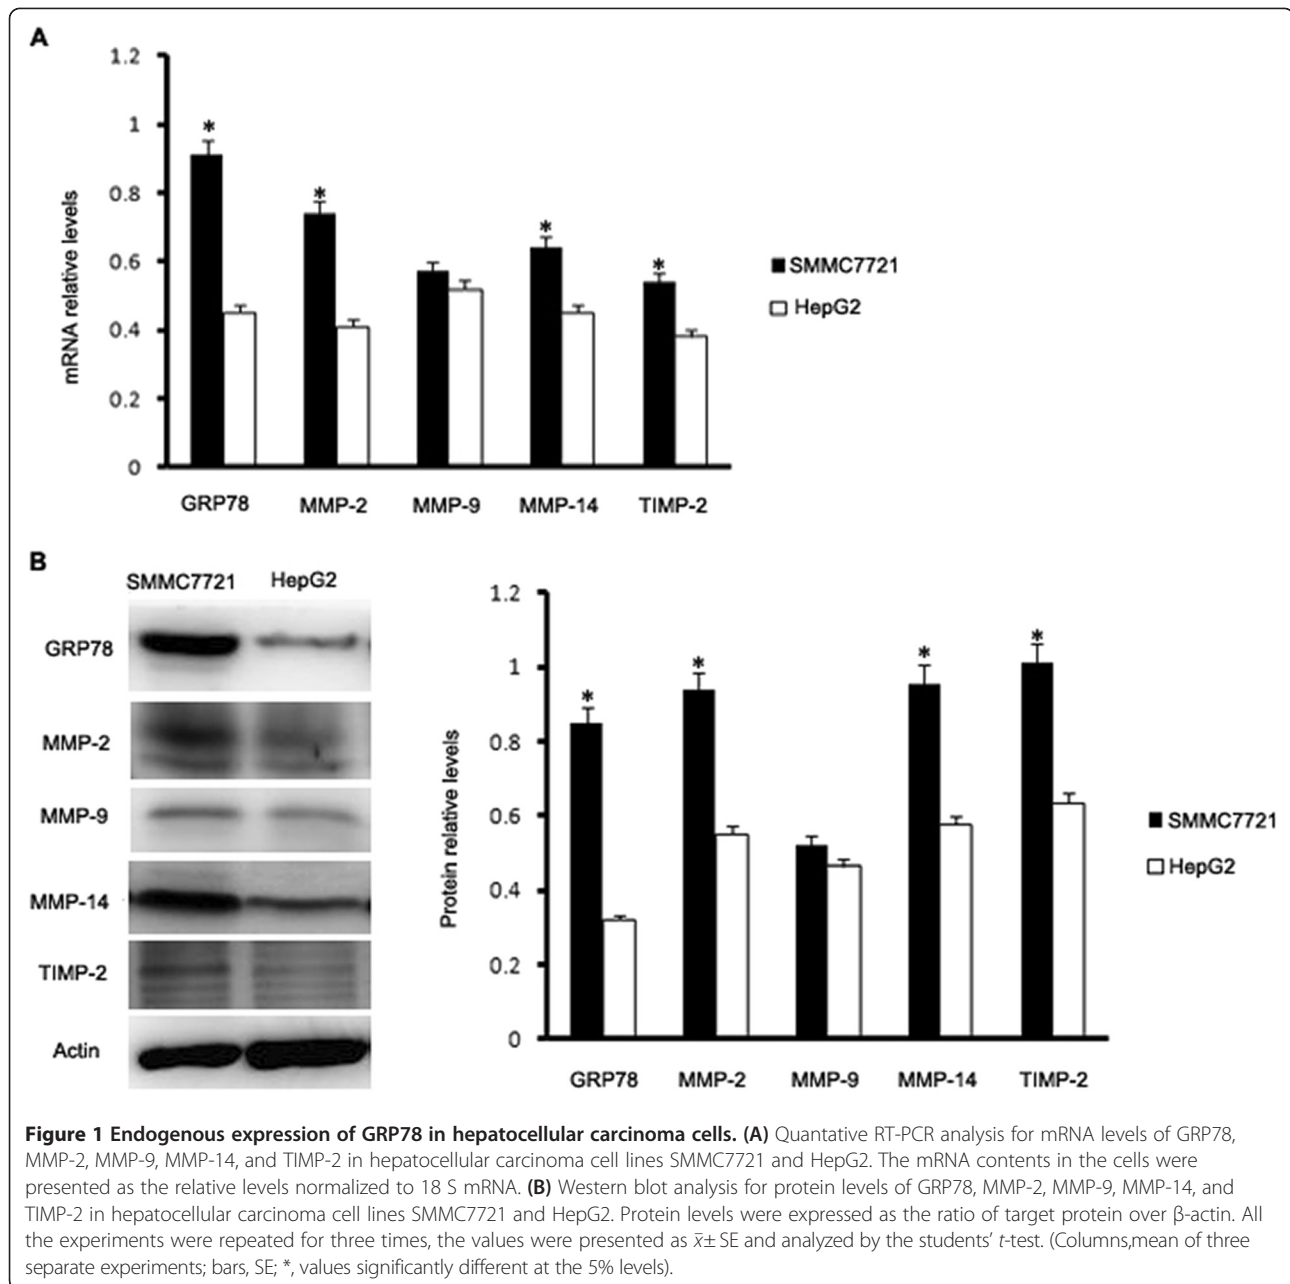 A
1.2
1
0.8
0.6
0.4
0.2
0
mRNA relative levels
*
*
*
*
SMMC7721
HepG2
GRP78 MMP-2 MMP-9 MMP-14 TIMP-2
B
SMMC7721 HepG2
GRP78
MMP-2
MMP-9
MMP-14
TIMP-2
Actin
1.2
1
0.8
0.6
0.4
0.2
0
Protein relative levels
*
*
*
*
SMMC7721
HepG2
GRP78 MMP-2 MMP-9 MMP-14 TIMP-2
Figure 1 Endogenous expression of GRP78 in hepatocellular carcinoma cells. (A) Quantative RT-PCR analysis for mRNA levels of GRP78,
MMP-2, MMP-9, MMP-14, and TIMP-2 in hepatocellular carcinoma cell lines SMMC7721 and HepG2. The mRNA contents in the cells were
presented as the relative levels normalized to 18 S mRNA. (B) Western blot analysis for protein levels of GRP78, MMP-2, MMP-9, MMP-14, and
TIMP-2 in hepatocellular carcinoma cell lines SMMC7721 and HepG2. Protein levels were expressed as the ratio of target protein over β-actin. All
the experiments were repeated for three times, the values were presented as x̄± SE and analyzed by the students' t-test. (Columns,mean of three
separate experiments; bars, SE; *, values significantly different at the 5% levels).